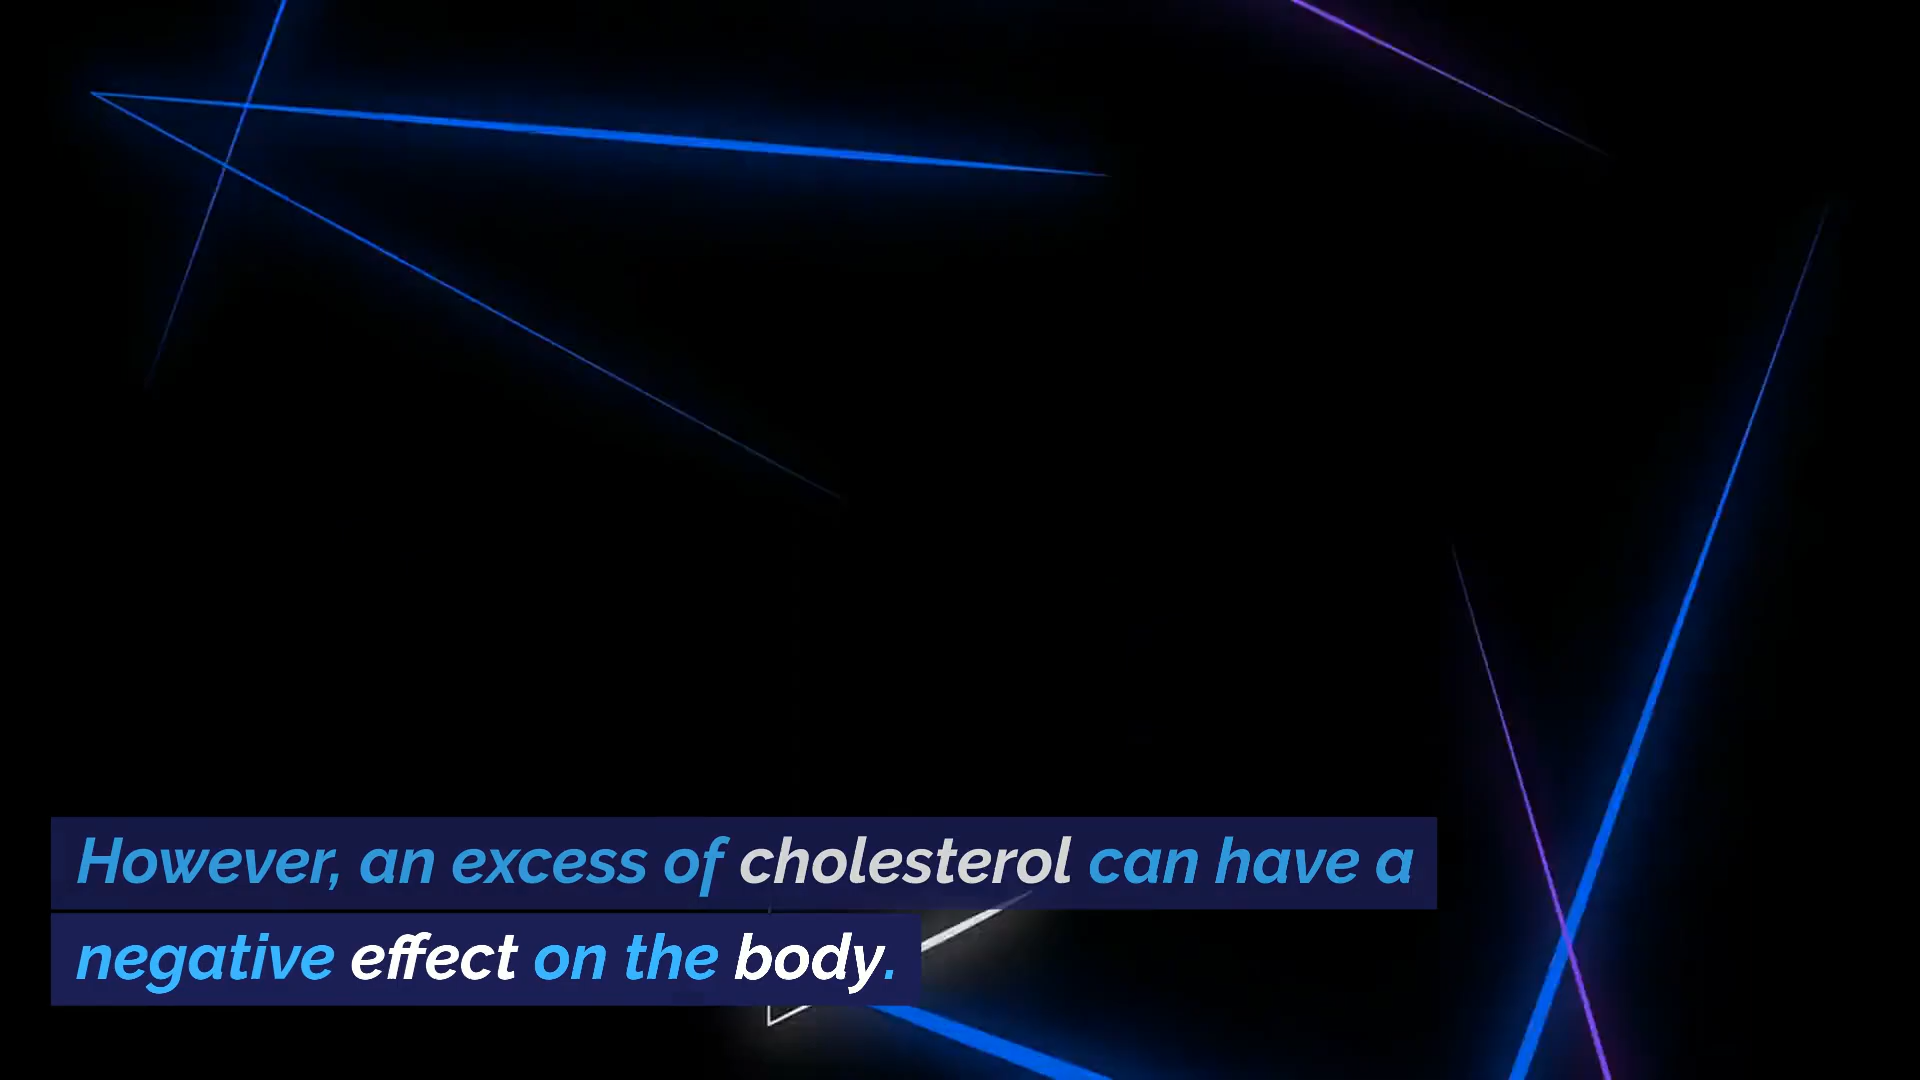 However, an excess of cholesterol can have a
negative effect on the body.